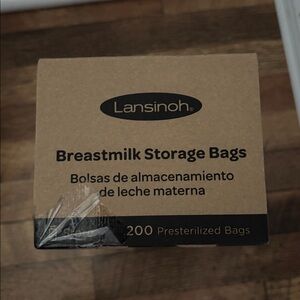 Lansinoh®
Breastmilk Storage Bags
Bolsas de almacenamiento
de leche materna
200 Presterilized Bags